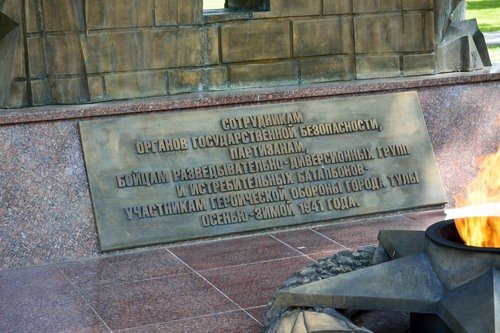 СОТРУДНИКАМ
ОРГАНОВ ГОСУДАРСТВЕННОЙ БЕЗОПАСНОСТИ,
ПАРТИЗАНАМ,
БОЙЦАМ РАЗВЕДЫВАТЕЛЬНО-ДИВЕРСИОННЫХ ГРУПП
И ИСТРЕБИТЕЛЬНЫХ БАТАЛЬОНОВ-
УЧАСТНИКАМ ГЕРОИЧЕСКОЙ ОБОРОНЫ ГОРОДА ТУЛЫ
ОСЕНЬЮ-ЗИМОЙ 1941 ГОДА.